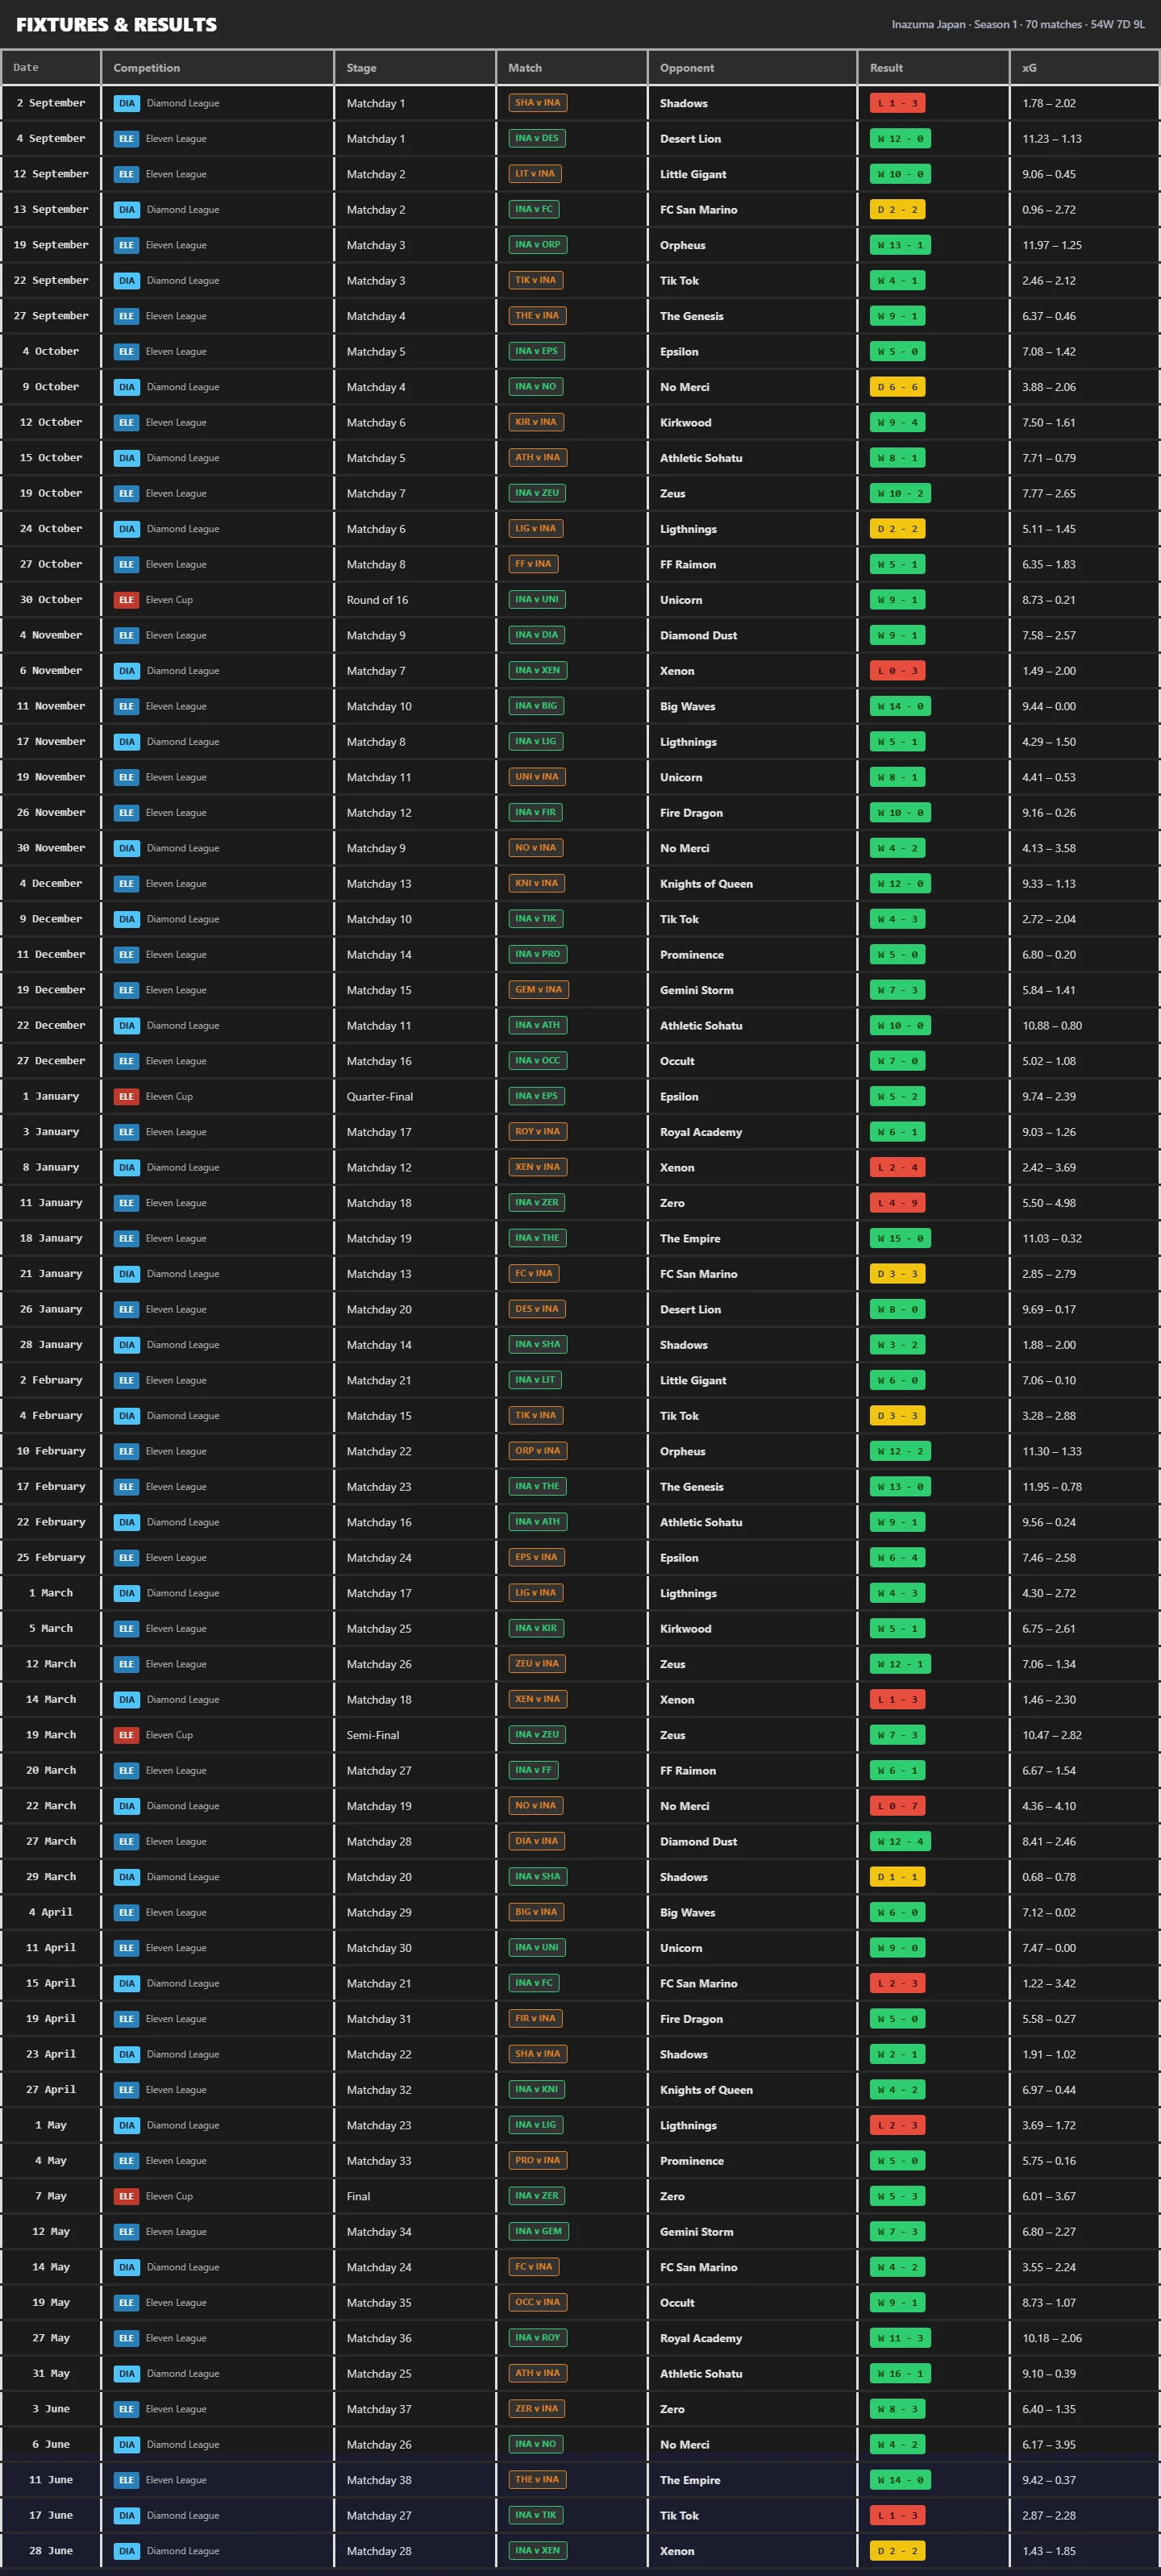 FIXTURES & RESULTS Inazuma Japan · Season 1 · 70 matches · 54W 7D 9L
Date Competition Stage Match Opponent Result xG
2 September DIA Diamond League Matchday 1 SHA v INA Shadows L 1 - 3 1.78 – 2.02
4 September ELE Eleven League Matchday 1 INA v DES Desert Lion W 12 - 0 11.23 – 1.13
12 September ELE Eleven League Matchday 2 LIT v INA Little Gigant W 10 - 0 9.06 – 0.45
13 September DIA Diamond League Matchday 2 INA v FC FC San Marino D 2 - 2 0.96 – 2.72
19 September ELE Eleven League Matchday 3 INA v ORP Orpheus W 13 - 1 11.97 – 1.25
22 September DIA Diamond League Matchday 3 TIK v INA Tik Tok W 4 - 1 2.46 – 2.12
27 September ELE Eleven League Matchday 4 THE v INA The Genesis W 9 - 1 6.37 – 0.46
4 October ELE Eleven League Matchday 5 INA v EPS Epsilon W 5 - 0 7.08 – 1.42
9 October DIA Diamond League Matchday 4 INA v NO No Merci D 6 - 6 3.88 – 2.06
12 October ELE Eleven League Matchday 6 KIR v INA Kirkwood W 9 - 4 7.50 – 1.61
15 October DIA Diamond League Matchday 5 ATH v INA Athletic Sohatu W 8 - 1 7.71 – 0.79
19 October ELE Eleven League Matchday 7 INA v ZEU Zeus W 10 - 2 7.77 – 2.65
24 October DIA Diamond League Matchday 6 LIG v INA Ligthnings D 2 - 2 5.11 – 1.45
27 October ELE Eleven League Matchday 8 FF v INA FF Raimon W 5 - 1 6.35 – 1.83
30 October ELE Eleven Cup Round of 16 INA v UNI Unicorn W 9 - 1 8.73 – 0.21
4 November ELE Eleven League Matchday 9 INA v DIA Diamond Dust W 9 - 1 7.58 – 2.57
6 November DIA Diamond League Matchday 7 INA v XEN Xenon L 0 - 3 1.49 – 2.00
11 November ELE Eleven League Matchday 10 INA v BIG Big Waves W 14 - 0 9.44 – 0.00
17 November DIA Diamond League Matchday 8 INA v LIG Ligthnings W 5 - 1 4.29 – 1.50
19 November ELE Eleven League Matchday 11 UNI v INA Unicorn W 8 - 1 4.41 – 0.53
26 November ELE Eleven League Matchday 12 INA v FIR Fire Dragon W 10 - 0 9.16 – 0.26
30 November DIA Diamond League Matchday 9 NO v INA No Merci W 4 - 2 4.13 – 3.58
4 December ELE Eleven League Matchday 13 KNI v INA Knights of Queen W 12 - 0 9.33 – 1.13
9 December DIA Diamond League Matchday 10 INA v TIK Tik Tok W 4 - 3 2.72 – 2.04
11 December ELE Eleven League Matchday 14 INA v PRO Prominence W 5 - 0 6.80 – 0.20
19 December ELE Eleven League Matchday 15 GEM v INA Gemini Storm W 7 - 3 5.84 – 1.41
22 December DIA Diamond League Matchday 11 INA v ATH Athletic Sohatu W 10 - 0 10.88 – 0.80
27 December ELE Eleven League Matchday 16 INA v OCC Occult W 7 - 0 5.02 – 1.08
1 January ELE Eleven Cup Quarter-Final INA v EPS Epsilon W 5 - 2 9.74 – 2.39
3 January ELE Eleven League Matchday 17 ROY v INA Royal Academy W 6 - 1 9.03 – 1.26
8 January DIA Diamond League Matchday 12 XEN v INA Xenon L 2 - 4 2.42 – 3.69
11 January ELE Eleven League Matchday 18 INA v ZER Zero L 4 - 9 5.50 – 4.98
18 January ELE Eleven League Matchday 19 INA v THE The Empire W 15 - 0 11.03 – 0.32
21 January DIA Diamond League Matchday 13 FC v INA FC San Marino D 3 - 3 2.85 – 2.79
26 January ELE Eleven League Matchday 20 DES v INA Desert Lion W 8 - 0 9.69 – 0.17
28 January DIA Diamond League Matchday 14 INA v SHA Shadows W 3 - 2 1.88 – 2.00
2 February ELE Eleven League Matchday 21 INA v LIT Little Gigant W 6 - 0 7.06 – 0.10
4 February DIA Diamond League Matchday 15 TIK v INA Tik Tok D 3 - 3 3.28 – 2.88
10 February ELE Eleven League Matchday 22 ORP v INA Orpheus W 12 - 2 11.30 – 1.33
17 February ELE Eleven League Matchday 23 INA v THE The Genesis W 13 - 0 11.95 – 0.78
22 February DIA Diamond League Matchday 16 INA v ATH Athletic Sohatu W 9 - 1 9.56 – 0.24
25 February ELE Eleven League Matchday 24 EPS v INA Epsilon W 6 - 4 7.46 – 2.58
1 March DIA Diamond League Matchday 17 LIG v INA Ligthnings W 4 - 3 4.30 – 2.72
5 March ELE Eleven League Matchday 25 INA v KIR Kirkwood W 5 - 1 6.75 – 2.61
12 March ELE Eleven League Matchday 26 ZEU v INA Zeus W 12 - 1 7.06 – 1.34
14 March DIA Diamond League Matchday 18 XEN v INA Xenon L 1 - 3 1.46 – 2.30
19 March ELE Eleven Cup Semi-Final INA v ZEU Zeus W 7 - 3 10.47 – 2.82
20 March ELE Eleven League Matchday 27 INA v FF FF Raimon W 6 - 1 6.67 – 1.54
22 March DIA Diamond League Matchday 19 NO v INA No Merci L 0 - 7 4.36 – 4.10
27 March ELE Eleven League Matchday 28 DIA v INA Diamond Dust W 12 - 4 8.41 – 2.46
29 March DIA Diamond League Matchday 20 INA v SHA Shadows D 1 - 1 0.68 – 0.78
4 April ELE Eleven League Matchday 29 BIG v INA Big Waves W 6 - 0 7.12 – 0.02
11 April ELE Eleven League Matchday 30 INA v UNI Unicorn W 9 - 0 7.47 – 0.00
15 April DIA Diamond League Matchday 21 INA v FC FC San Marino L 2 - 3 1.22 – 3.42
19 April ELE Eleven League Matchday 31 FIR v INA Fire Dragon W 5 - 0 5.58 – 0.27
23 April DIA Diamond League Matchday 22 SHA v INA Shadows W 2 - 1 1.91 – 1.02
27 April ELE Eleven League Matchday 32 INA v KNI Knights of Queen W 4 - 2 6.97 – 0.44
1 May DIA Diamond League Matchday 23 INA v LIG Ligthnings L 2 - 3 3.69 – 1.72
4 May ELE Eleven League Matchday 33 PRO v INA Prominence W 5 - 0 5.75 – 0.16
7 May ELE Eleven Cup Final INA v ZER Zero W 5 - 3 6.01 – 3.67
12 May ELE Eleven League Matchday 34 INA v GEM Gemini Storm W 7 - 3 6.80 – 2.27
14 May DIA Diamond League Matchday 24 FC v INA FC San Marino W 4 - 2 3.55 – 2.24
19 May ELE Eleven League Matchday 35 OCC v INA Occult W 9 - 1 8.73 – 1.07
27 May ELE Eleven League Matchday 36 INA v ROY Royal Academy W 11 - 3 10.18 – 2.06
31 May DIA Diamond League Matchday 25 ATH v INA Athletic Sohatu W 16 - 1 9.10 – 0.39
3 June ELE Eleven League Matchday 37 ZER v INA Zero W 8 - 3 6.40 – 1.35
6 June DIA Diamond League Matchday 26 INA v NO No Merci W 4 - 2 6.17 – 3.95
11 June ELE Eleven League Matchday 38 THE v INA The Empire W 14 - 0 9.42 – 0.37
17 June DIA Diamond League Matchday 27 INA v TIK Tik Tok L 1 - 3 2.87 – 2.28
28 June DIA Diamond League Matchday 28 INA v XEN Xenon D 2 - 2 1.43 – 1.85